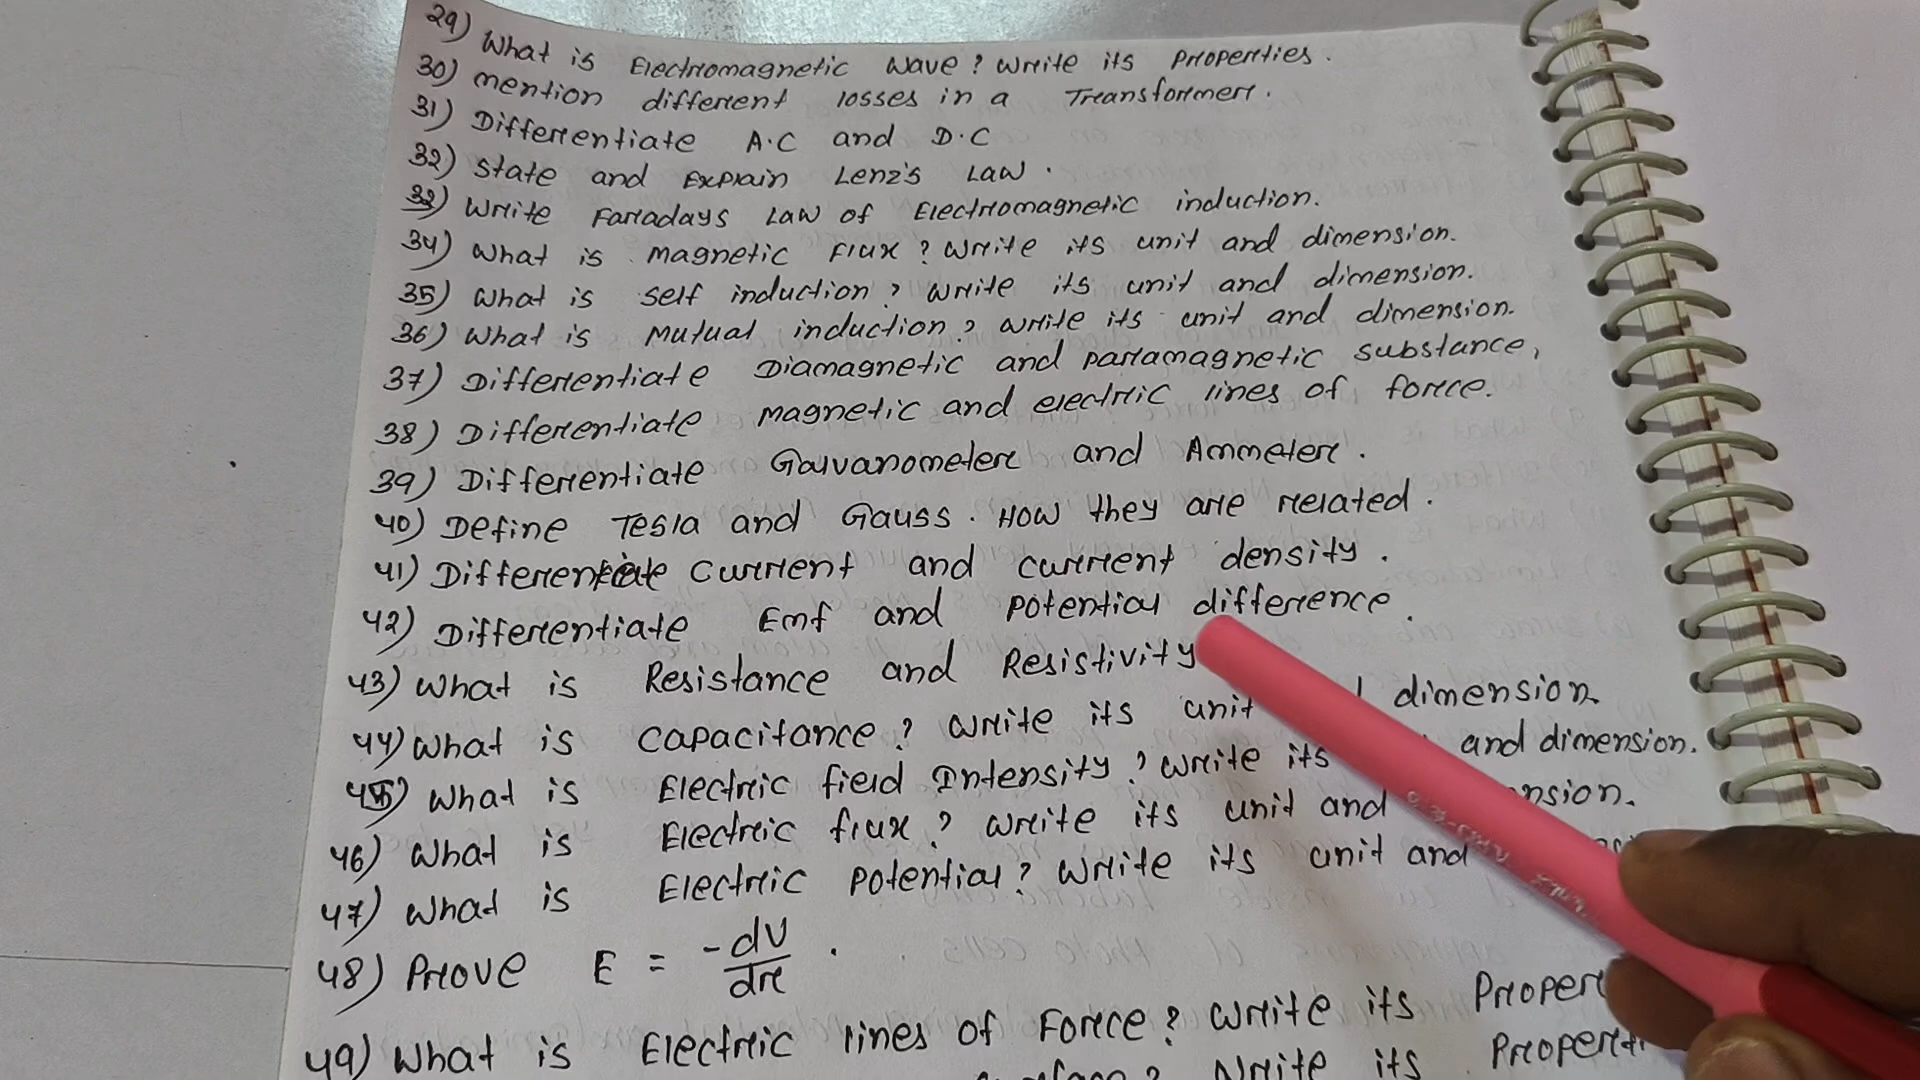 29) What is Electromagnetic wave? Write its Properties.
30) mention different losses in a Transformer.
31) Differentiate A.C and D.C
32) State and Explain Lenz's Law.
33) Write Faradays Law of Electromagnetic induction.
34) What is magnetic Flux? Write its unit and dimension.
35) What is self induction? Write its unit and dimension.
36) What is mutual induction? Write its unit and dimension.
37) Differentiate Diamagnetic and paramagnetic substance,
38) Differentiate magnetic and electric lines of force.
39) Differentiate Galvanometer and Ammeter.
40) Define Tesla and Gauss. How they are related.
41) Differentiate current and current density.
42) Differentiate Emf and potential difference.
43) What is Resistance and Resistivity
44) What is capacitance? Write its unit dimension.
45) What is Electric field Intensity? Write its and dimension.
46) What is Electric flux? Write its unit and
47) What is Electric potential? Write its unit and
48) Prove E = -dV/dr.
49) What is Electric lines of Force? Write its
Write its